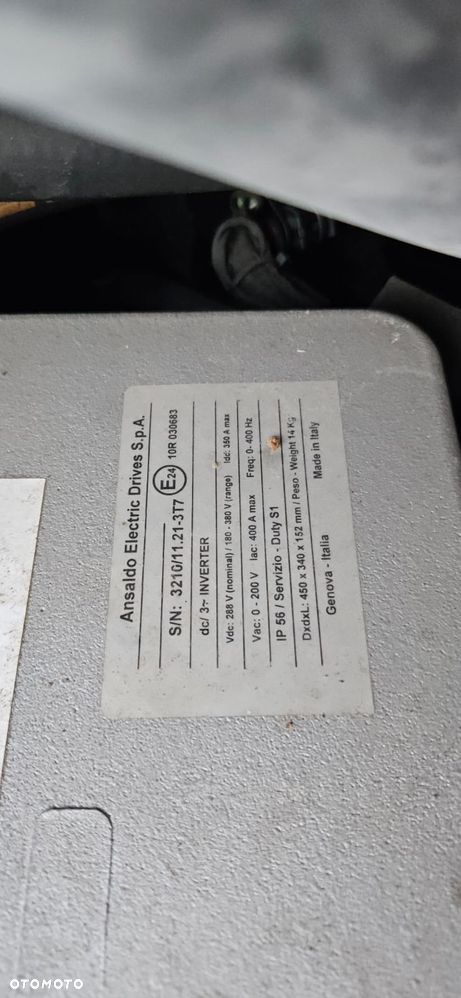 Ansaldo Electric Drives S.p.A.
S/N: 3210/11.21-3T7 E24 10R 030683
dc/ 3~ INVERTER
Vdc: 288 V (nominal) / 180 - 380 V (range) Idc: 350 A max
Vac: 0 - 200 V Iac: 400 A max Freq: 0- 400 Hz
IP 56 / Servizio - Duty S1
DxdxL: 450 x 340 x 152 mm / Peso - Weight 14 Kg
Genova - Italia Made in Italy
OTOMOTO